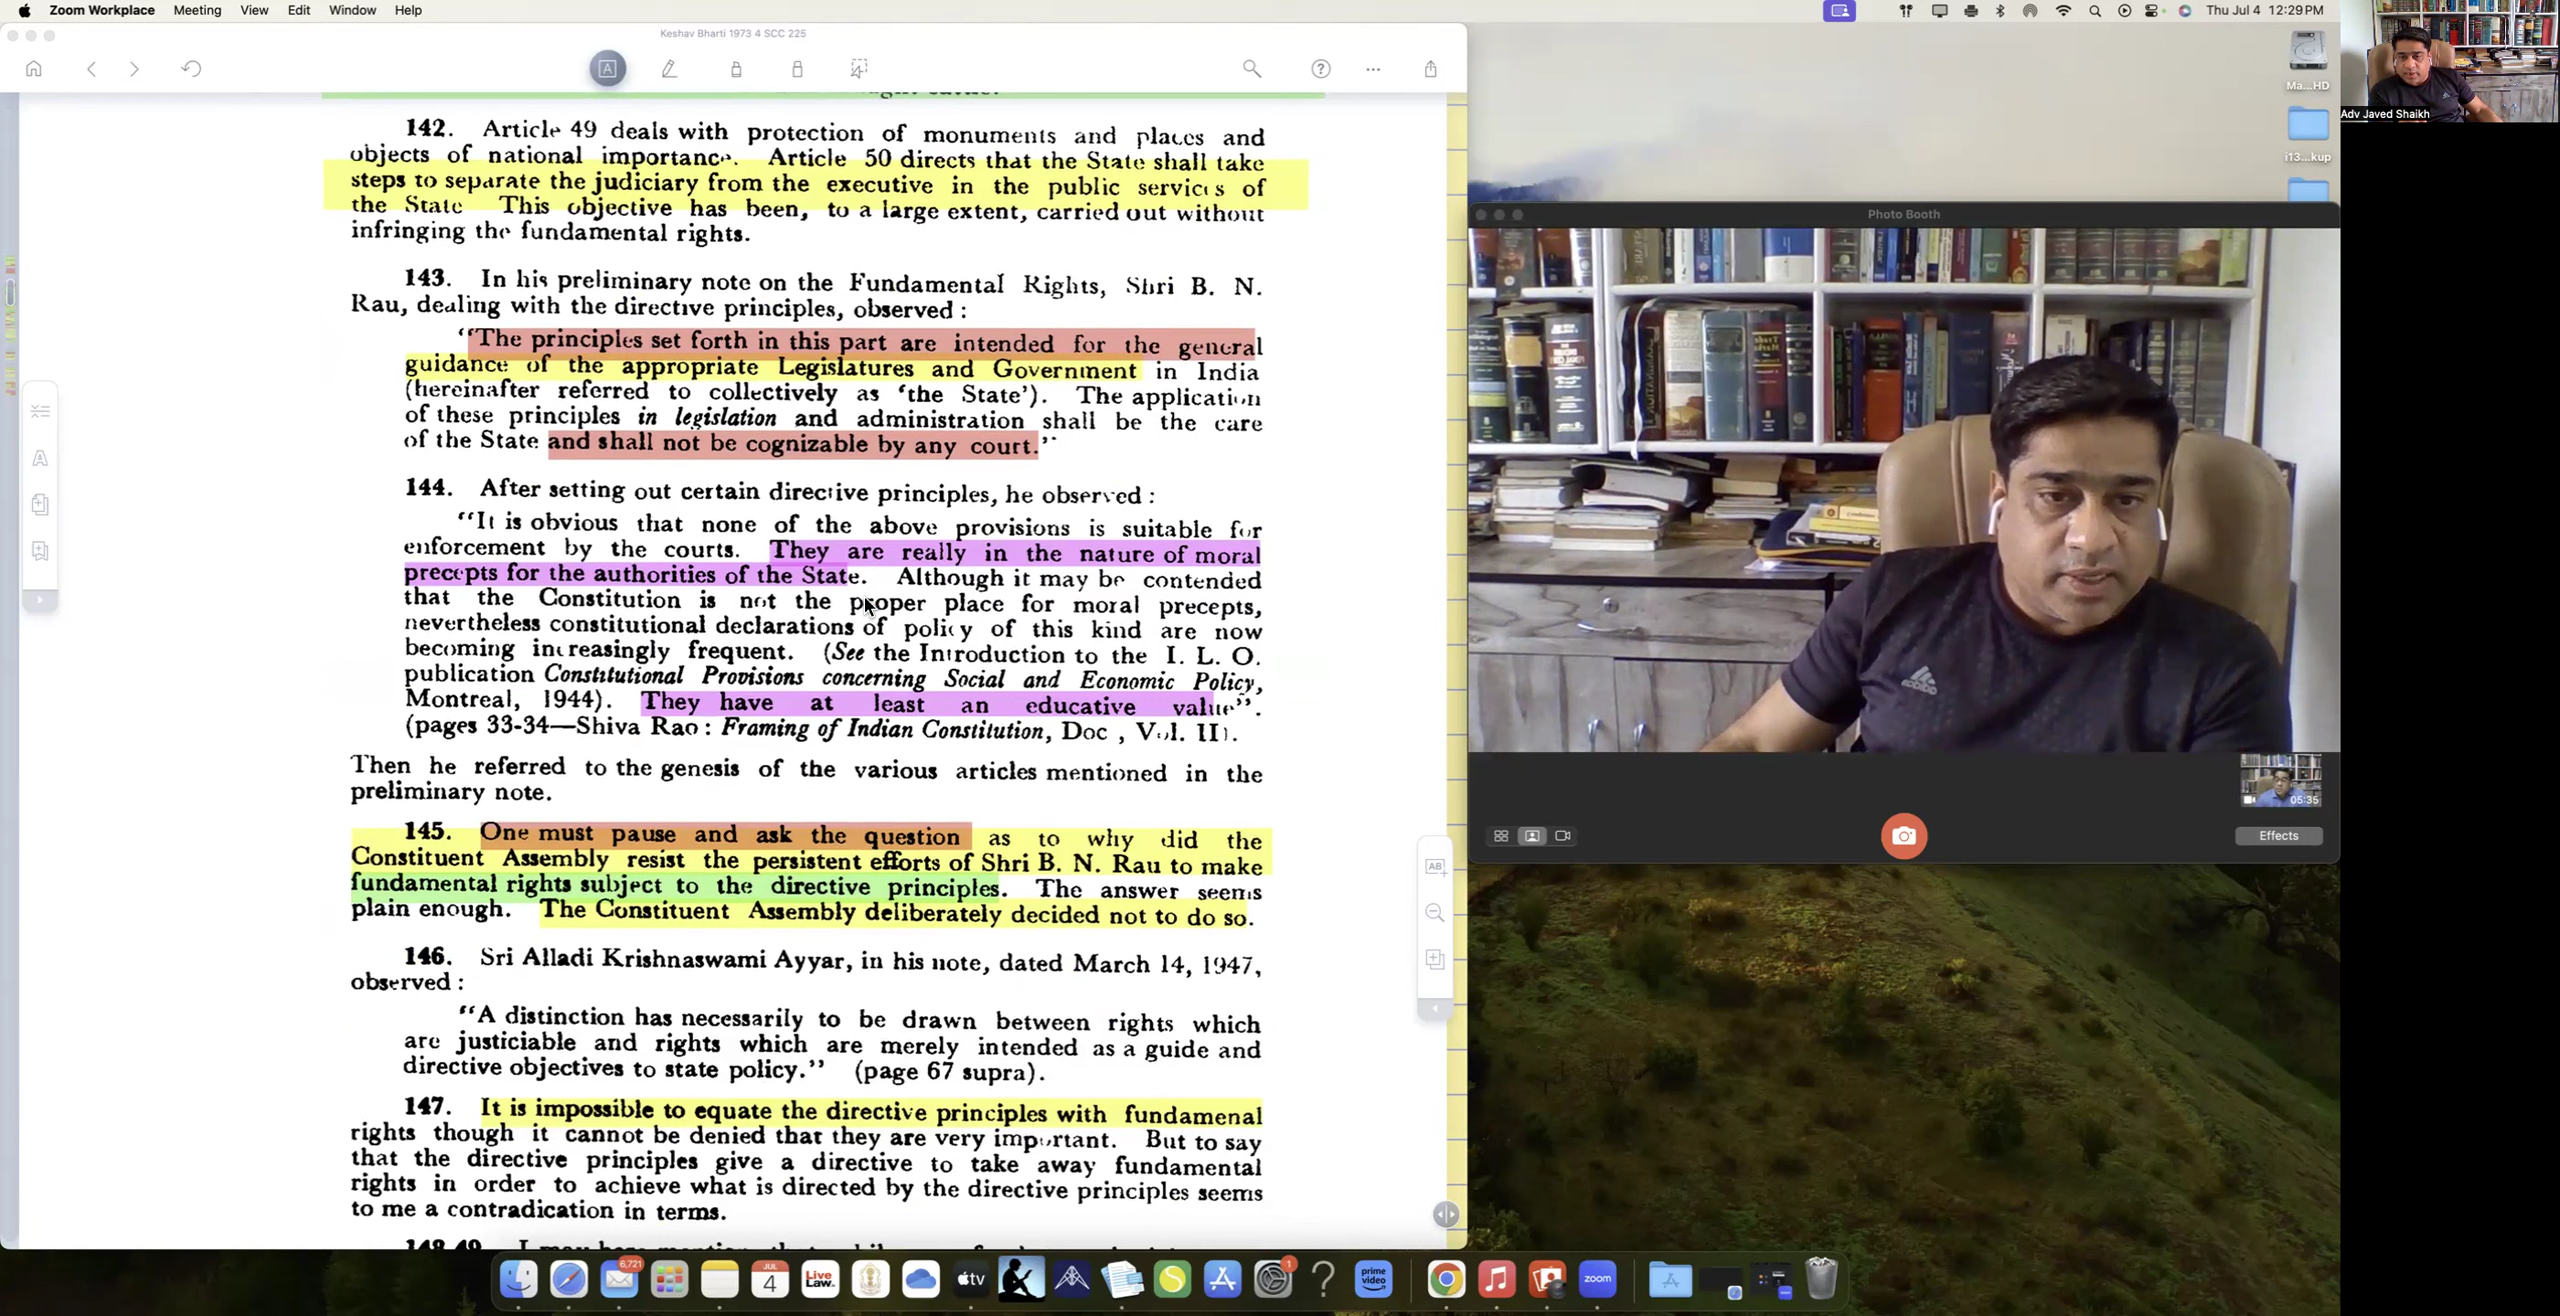 Zoom Workplace Meeting View Edit Window Help
Thu Jul 4 12:29 PM
Keshav Bharti 1973 4 SCC 225
142. Article 49 deals with protection of monuments and places and
objects of national importance. Article 50 directs that the State shall take
steps to separate the judiciary from the executive in the public services of
the State This objective has been, to a large extent, carried out without
infringing the fundamental rights.
143. In his preliminary note on the Fundamental Rights, Shri B. N.
Rau, dealing with the directive principles, observed :
“The principles set forth in this part are intended for the general
guidance of the appropriate Legislatures and Government in India
(hereinafter referred to collectively as ‘the State’). The application
of these principles in legislation and administration shall be the care
of the State and shall not be cognizable by any court.”
144. After setting out certain directive principles, he observed :
“It is obvious that none of the above provisions is suitable for
enforcement by the courts. They are really in the nature of moral
precepts for the authorities of the State. Although it may be contended
that the Constitution is not the proper place for moral precepts,
nevertheless constitutional declarations of policy of this kind are now
becoming increasingly frequent. (See the Introduction to the I. L. O.
publication Constitutional Provisions concerning Social and Economic Policy,
Montreal, 1944). They have at least an educative value”.
(pages 33-34—Shiva Rao : Framing of Indian Constitution, Doc , Vol. II).
Then he referred to the genesis of the various articles mentioned in the
preliminary note.
145. One must pause and ask the question as to why did the
Constituent Assembly resist the persistent efforts of Shri B. N. Rau to make
fundamental rights subject to the directive principles. The answer seems
plain enough. The Constituent Assembly deliberately decided not to do so.
146. Sri Alladi Krishnaswami Ayyar, in his note, dated March 14, 1947,
observed :
“A distinction has necessarily to be drawn between rights which
are justiciable and rights which are merely intended as a guide and
directive objectives to state policy.” (page 67 supra).
147. It is impossible to equate the directive principles with fundamenal
rights though it cannot be denied that they are very important. But to say
that the directive principles give a directive to take away fundamental
rights in order to achieve what is directed by the directive principles seems
to me a contradication in terms.
Ma...HD
i13...kup
Adv Javed Shaikh
Photo Booth
adidas
05:35
Effects
AB
6,721
JUL
4
Live
Law.
tv
1
prime
video
zoom